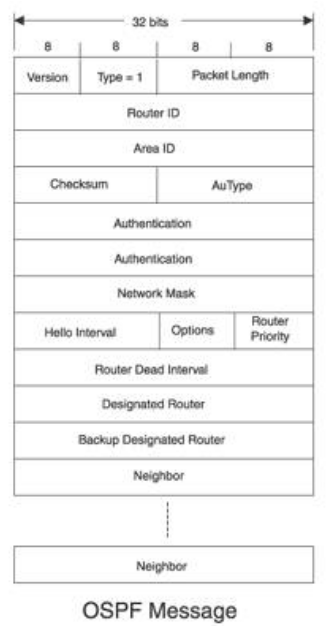 32 bits
8 8 8 8
Version Type = 1 Packet Length
Router ID
Area ID
Checksum AuType
Authentication
Authentication
Network Mask
Hello Interval Options Router Priority
Router Dead Interval
Designated Router
Backup Designated Router
Neighbor
Neighbor
OSPF Message